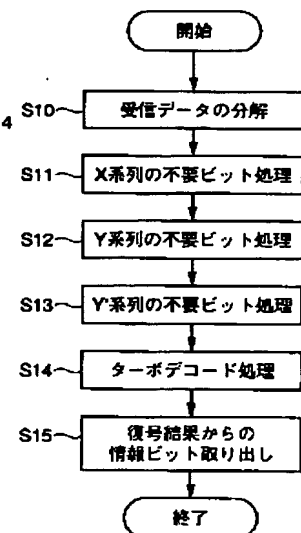 開始
4
S10 受信データの分解
S11 X系列の不要ビット処理
S12 Y系列の不要ビット処理
S13 Y'系列の不要ビット処理
S14 ターボデコード処理
S15 復号結果からの
情報ビット取り出し
終了